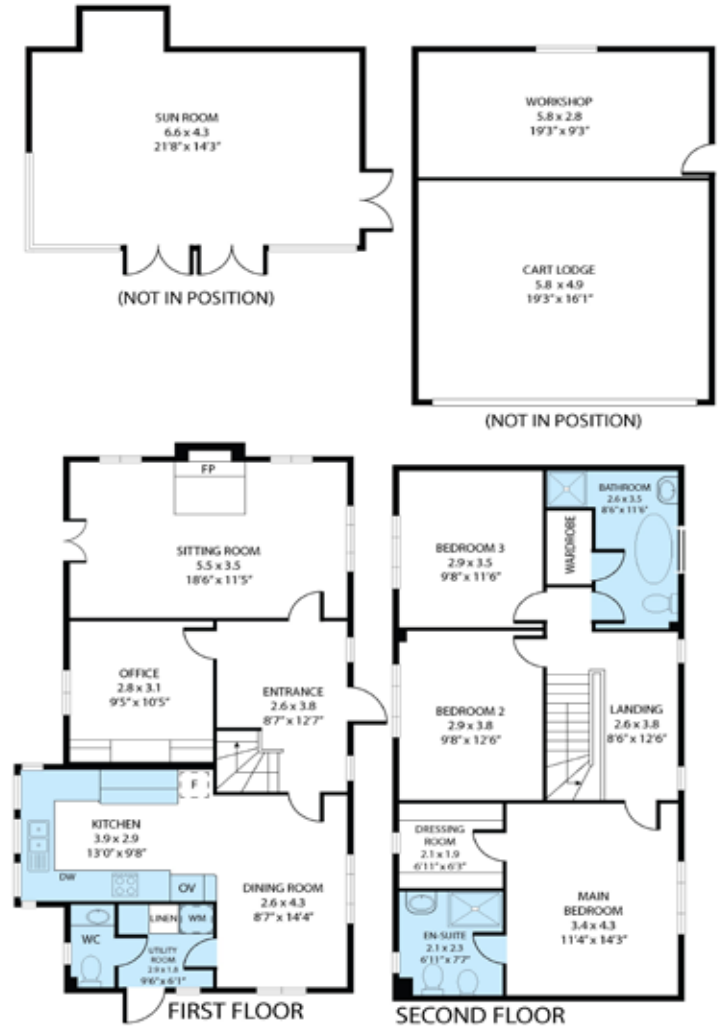 SUN ROOM
6.6 x 4.3
21'8" x 14'3"
(NOT IN POSITION)
WORKSHOP
5.8 x 2.8
19'3" x 9'3"
CART LODGE
5.8 x 4.9
19'3" x 16'1"
(NOT IN POSITION)
FP
SITTING ROOM
5.5 x 3.5
18'6" x 11'5"
OFFICE
2.8 x 3.1
9'5" x 10'5"
ENTRANCE
2.6 x 3.8
8'7" x 12'7"
F
KITCHEN
3.9 x 2.9
13'0" x 9'8"
DW
OV
DINING ROOM
2.6 x 4.3
8'7" x 14'4"
WC
LINEN
WM
UTILITY
ROOM
2.9 x 1.8
9'6" x 6'1"
FIRST FLOOR
BEDROOM 3
2.9 x 3.5
9'8" x 11'6"
WARDROBE
BATHROOM
2.6 x 3.5
8'6" x 11'6"
BEDROOM 2
2.9 x 3.8
9'8" x 12'6"
LANDING
2.6 x 3.8
8'6" x 12'6"
DRESSING
ROOM
2.1 x 1.9
6'11" x 6'3"
MAIN
BEDROOM
3.4 x 4.3
11'4" x 14'3"
EN-SUITE
2.1 x 2.3
6'11" x 7'7"
SECOND FLOOR